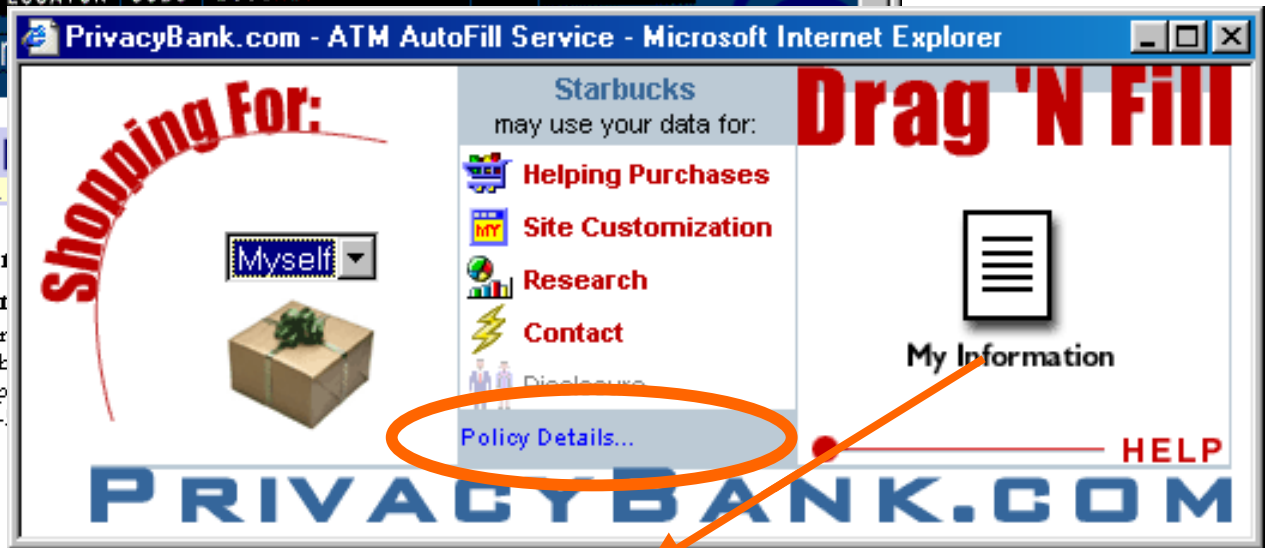 PrivacyBank.com - ATM AutoFill Service - Microsoft Internet Explorer
Shopping For:
Myself
Starbucks
may use your data for:
Helping Purchases
MY
Site Customization
Research
Contact
Disclosure
Policy Details...
Drag 'N Fill
My Information
HELP
PRIVACYBANK.COM